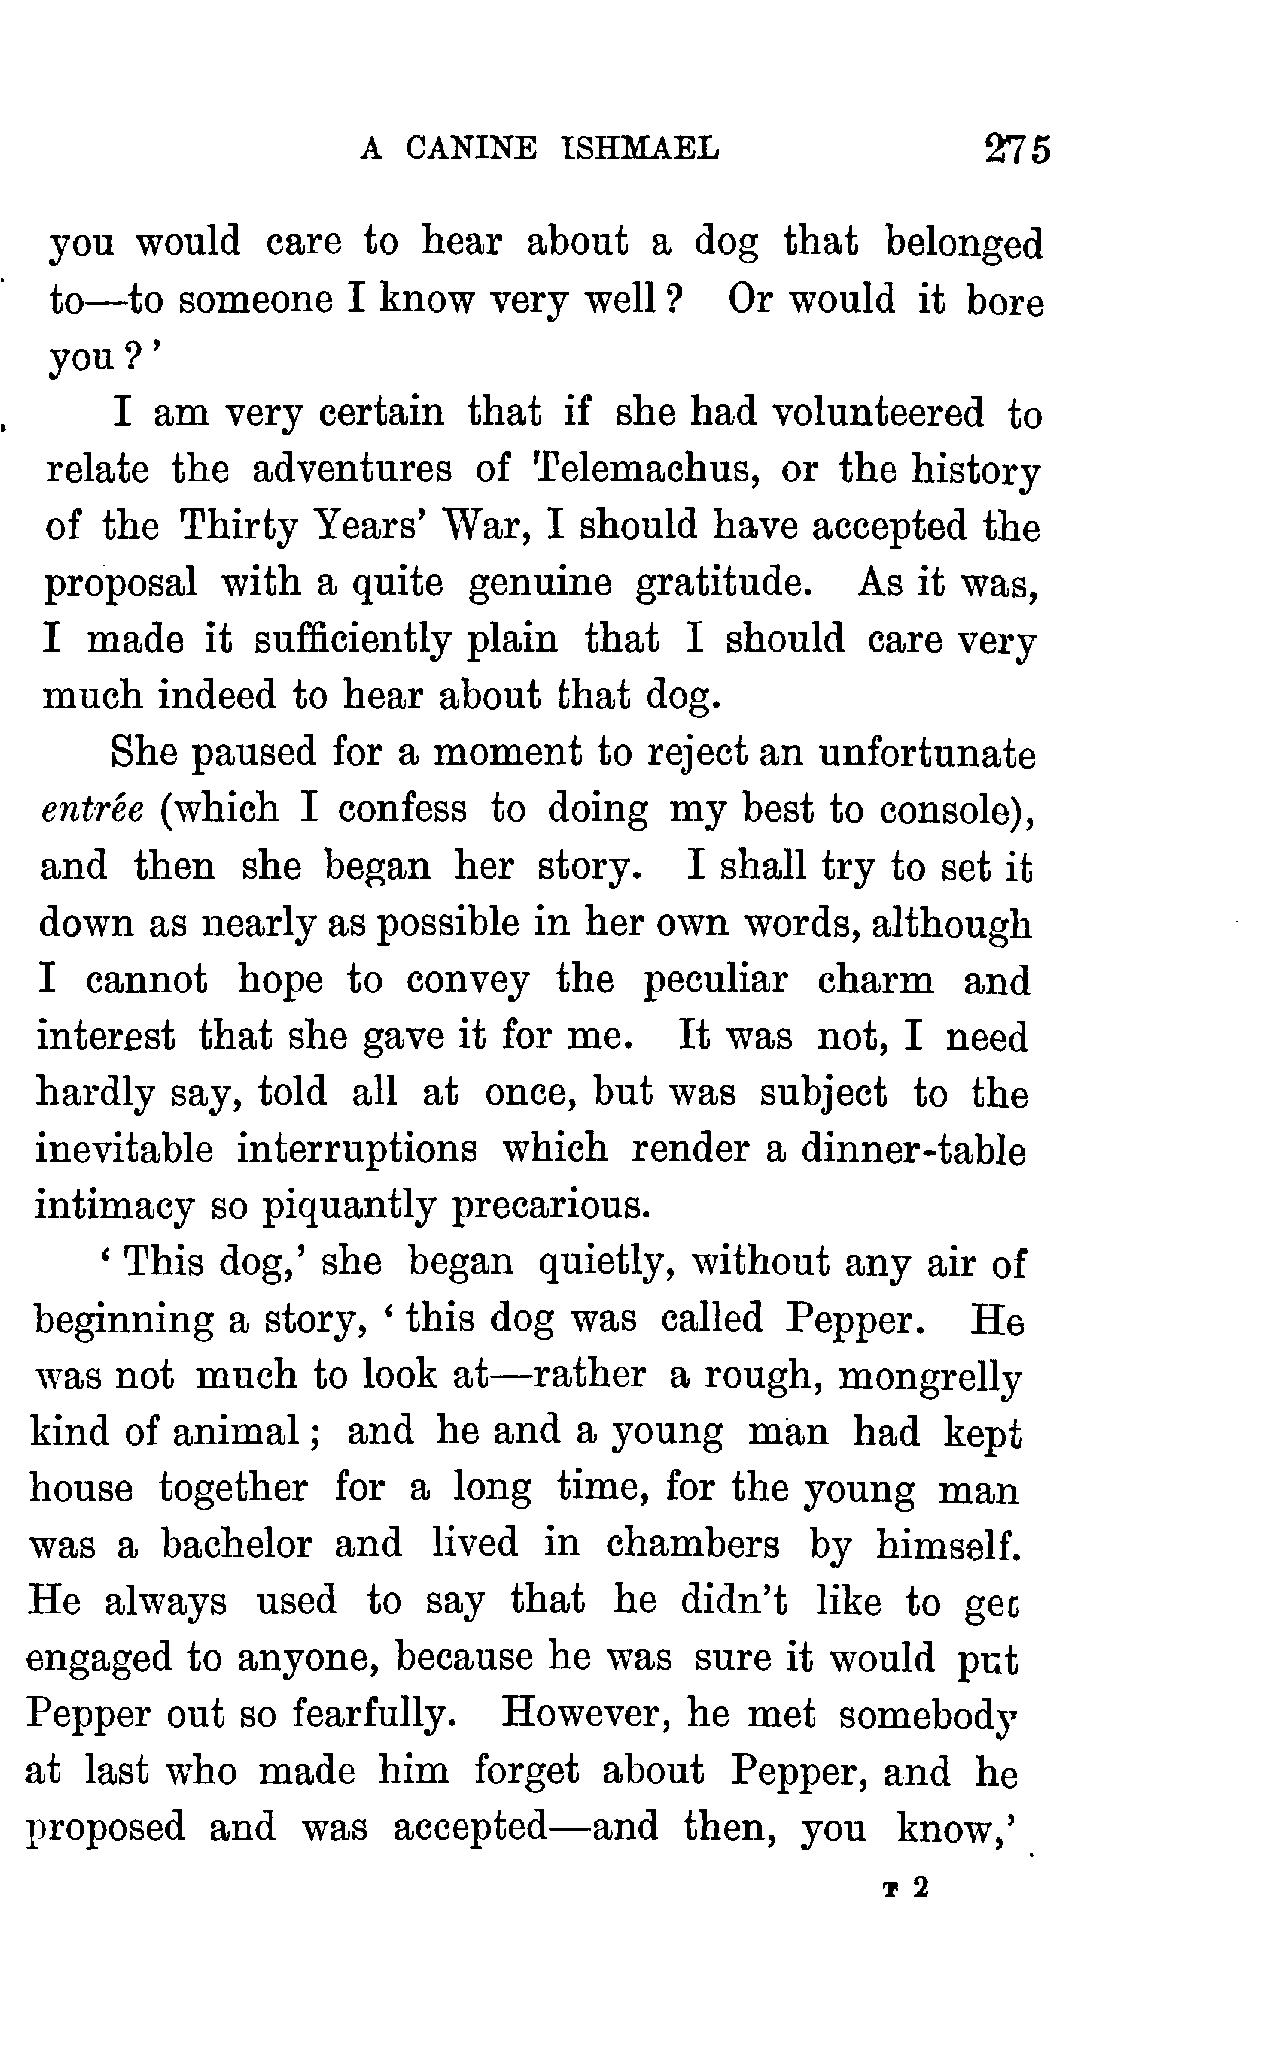 A CANINE ISHMAEL 275
you would care to hear about a dog that belonged
to—to someone I know very well? Or would it bore
you?'
I am very certain that if she had volunteered to
relate the adventures of Telemachus, or the history
of the Thirty Years' War, I should have accepted the
proposal with a quite genuine gratitude. As it was,
I made it sufficiently plain that I should care very
much indeed to hear about that dog.
She paused for a moment to reject an unfortunate
entrée (which I confess to doing my best to console),
and then she began her story. I shall try to set it
down as nearly as possible in her own words, although
I cannot hope to convey the peculiar charm and
interest that she gave it for me. It was not, I need
hardly say, told all at once, but was subject to the
inevitable interruptions which render a dinner-table
intimacy so piquantly precarious.
'This dog,' she began quietly, without any air of
beginning a story, 'this dog was called Pepper. He
was not much to look at—rather a rough, mongrelly
kind of animal; and he and a young man had kept
house together for a long time, for the young man
was a bachelor and lived in chambers by himself.
He always used to say that he didn't like to get
engaged to anyone, because he was sure it would put
Pepper out so fearfully. However, he met somebody
at last who made him forget about Pepper, and he
proposed and was accepted—and then, you know,'
T 2